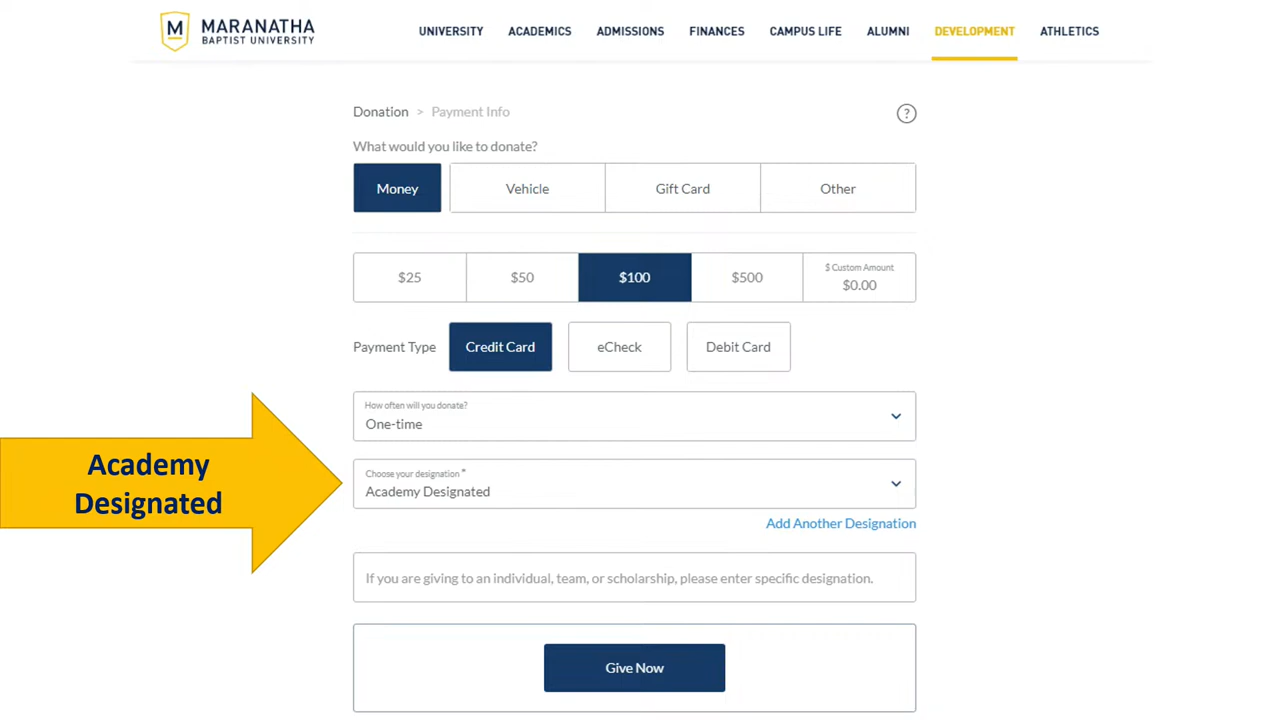 MARANATHA
BAPTIST UNIVERSITY
UNIVERSITY ACADEMICS ADMISSIONS FINANCES CAMPUS LIFE ALUMNI DEVELOPMENT ATHLETICS
Donation > Payment Info ?
What would you like to donate?
Money Vehicle Gift Card Other
$25 $50 $100 $500 $ Custom Amount
$0.00
Payment Type Credit Card eCheck Debit Card
How often will you donate?
One-time
Academy
Designated
Choose your designation *
Academy Designated
Add Another Designation
If you are giving to an individual, team, or scholarship, please enter specific designation.
Give Now